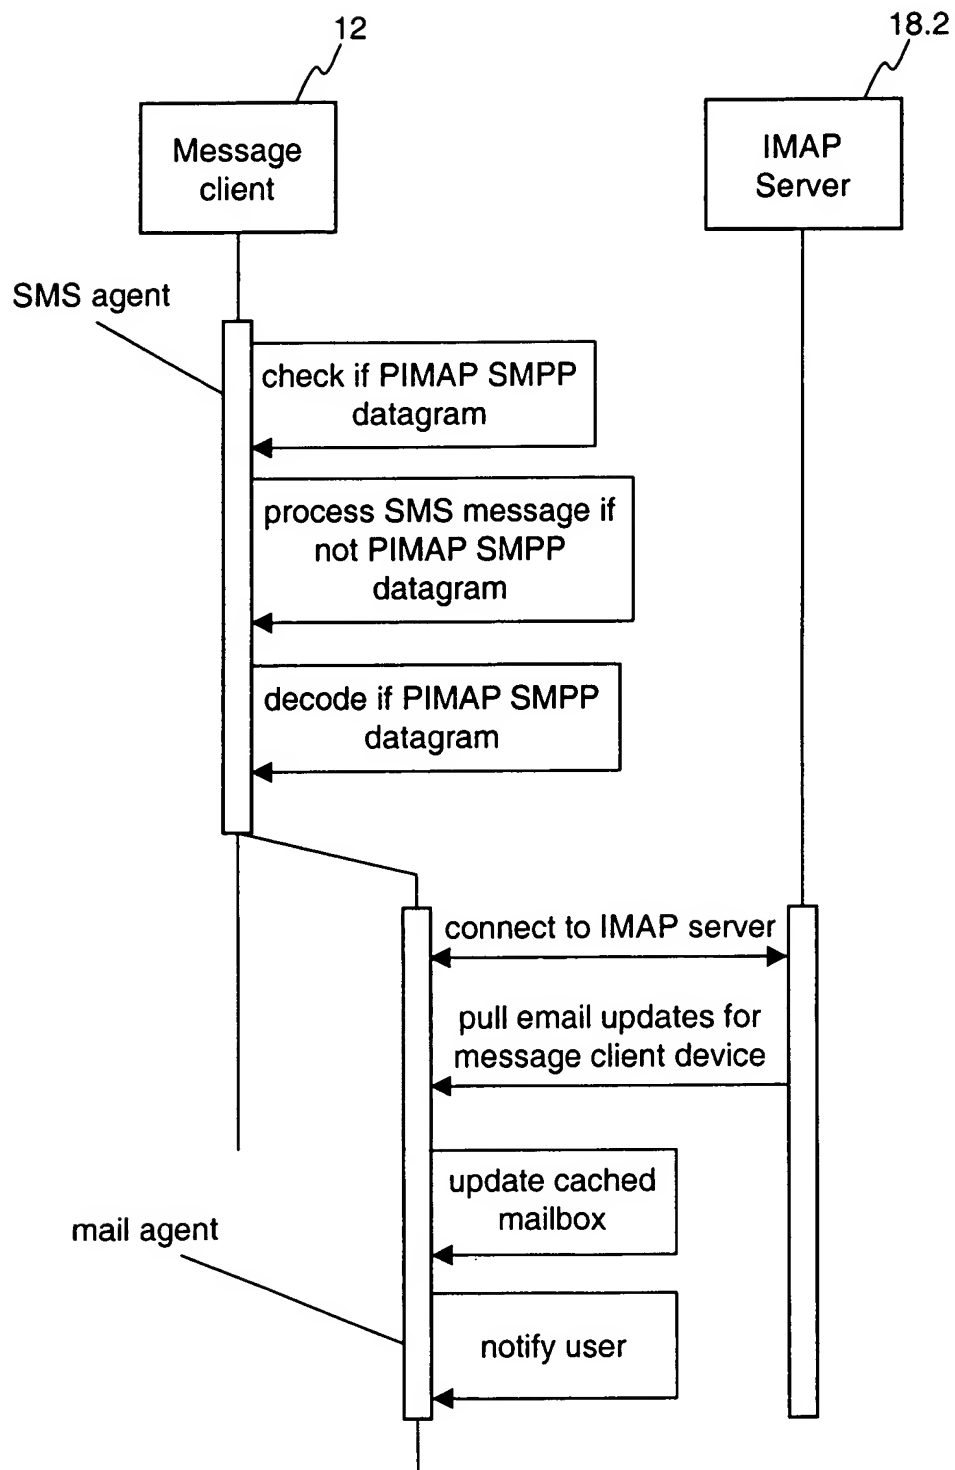 12
18.2
Message
client
IMAP
Server
SMS agent
check if PIMAP SMPP
datagram
process SMS message if
not PIMAP SMPP
datagram
decode if PIMAP SMPP
datagram
connect to IMAP server
pull email updates for
message client device
update cached
mailbox
mail agent
notify user